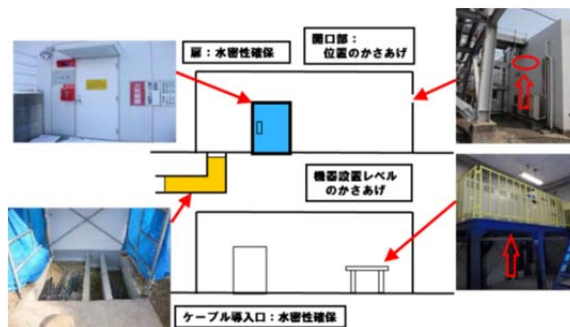 扉：水密性確保
開口部：
位置のかさあげ
機器設置レベル
のかさあげ
ケーブル導入口：水密性確保